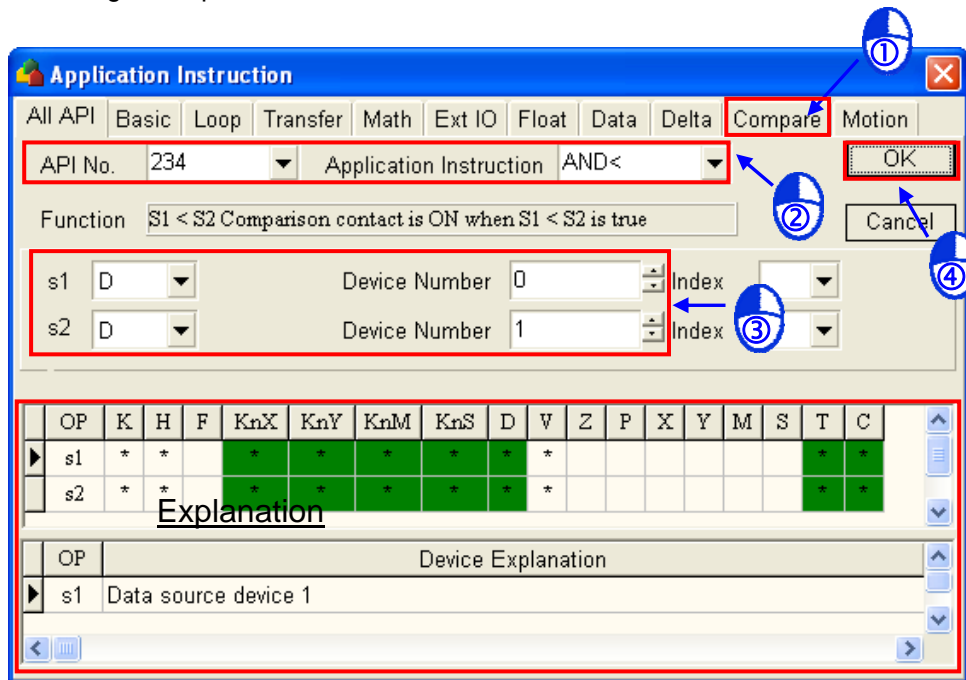 ①
Application Instruction
All API Basic Loop Transfer Math Ext IO Float Data Delta Compare Motion
API No. 234 Application Instruction AND< OK
②
Function S1 < S2 Comparison contact is ON when S1 < S2 is true Cancel
④
s1 D Device Number 0 Index
s2 D Device Number 1 Index
③
OP K H F KnX KnY KnM KnS D V Z P X Y M S T C
s1 * * * * * * * * * *
s2 * * * * * * * * * *
Explanation
OP Device Explanation
s1 Data source device 1